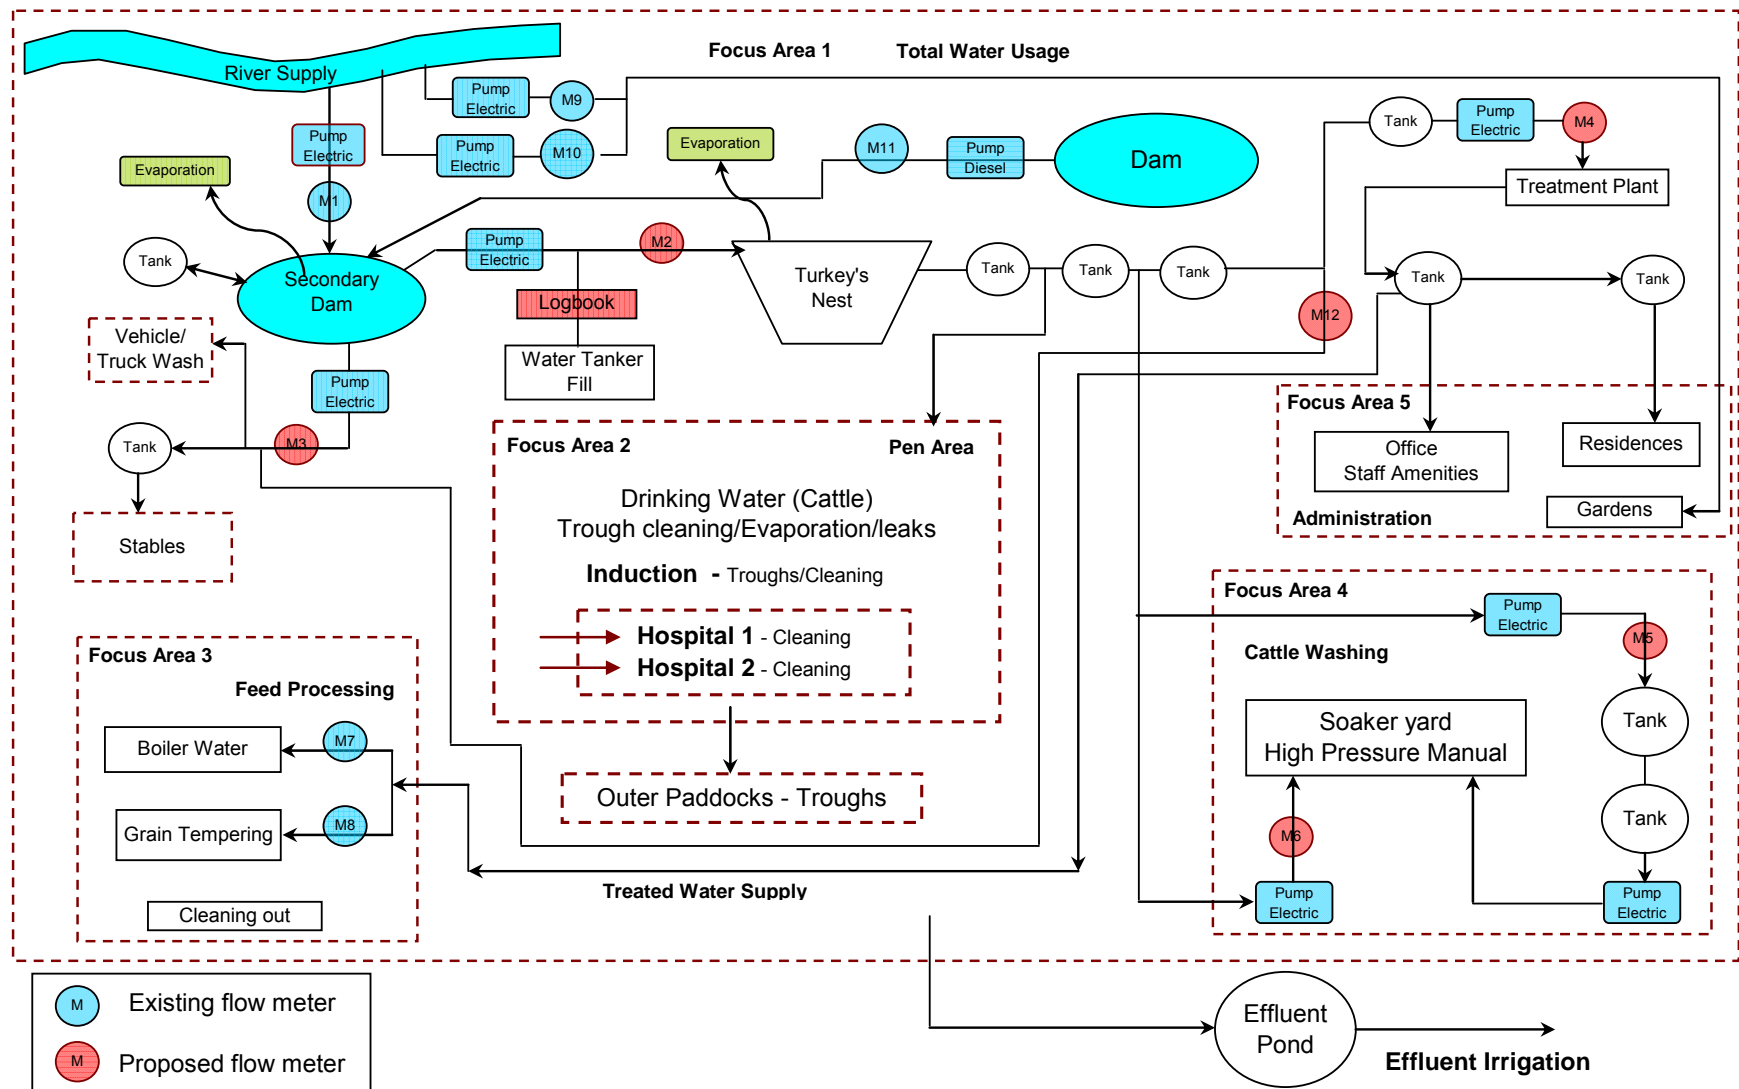 Focus Area 1
Total Water Usage
River Supply
Pump
Electric
M9
Pump
Electric
M10
Pump
Electric
M1
Evaporation
Evaporation
M11
Pump
Diesel
Dam
Tank
Pump
Electric
M4
Treatment Plant
Tank
Secondary
Dam
Pump
Electric
M2
Logbook
Water Tanker
Fill
Turkey's
Nest
Tank
Tank
Tank
M12
Tank
Tank
Vehicle/
Truck Wash
Pump
Electric
Tank
M3
Stables
Focus Area 2
Pen Area
Drinking Water (Cattle)
Trough cleaning/Evaporation/leaks
Induction - Troughs/Cleaning
Hospital 1 - Cleaning
Hospital 2 - Cleaning
Outer Paddocks - Troughs
Focus Area 5
Office
Staff Amenities
Residences
Gardens
Administration
Focus Area 4
Pump
Electric
M5
Cattle Washing
Soaker yard
High Pressure Manual
Tank
Tank
M6
Pump
Electric
Pump
Electric
Focus Area 3
Feed Processing
Boiler Water
M7
Grain Tempering
M8
Cleaning out
Treated Water Supply
M Existing flow meter
M Proposed flow meter
Effluent
Pond
Effluent Irrigation